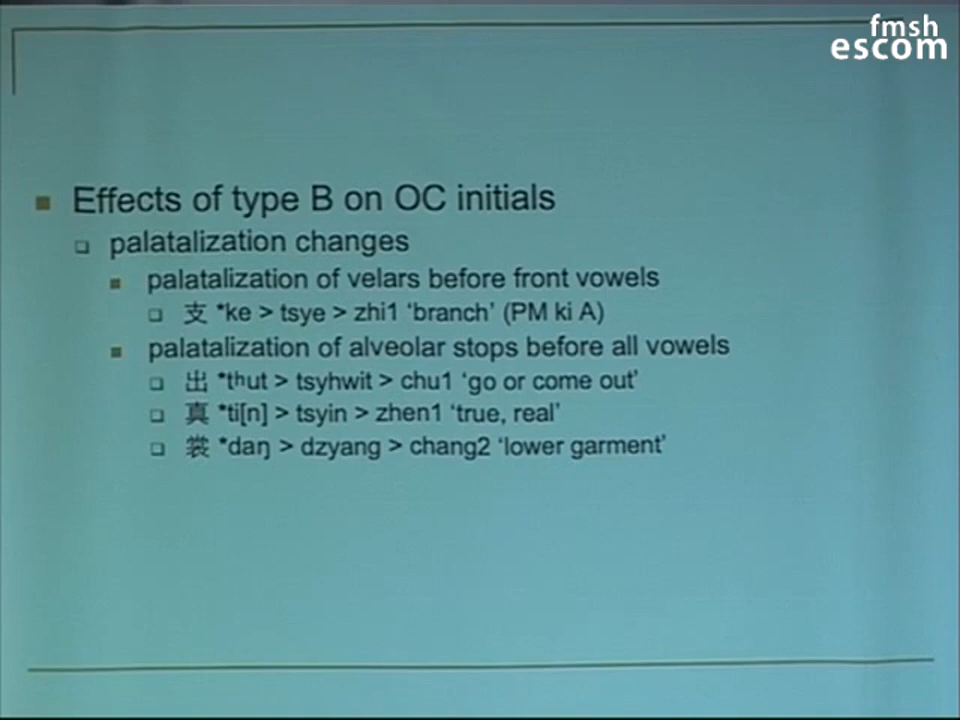 fmsh
escom
Effects of type B on OC initials
palatalization changes
palatalization of velars before front vowels
支 *ke > tsye > zhi1 ‘branch’ (PM ki A)
palatalization of alveolar stops before all vowels
出 *tʰut > tsyhwit > chu1 ‘go or come out’
真 *ti[n] > tsyin > zhen1 ‘true, real’
裳 *daŋ > dzyang > chang2 ‘lower garment’